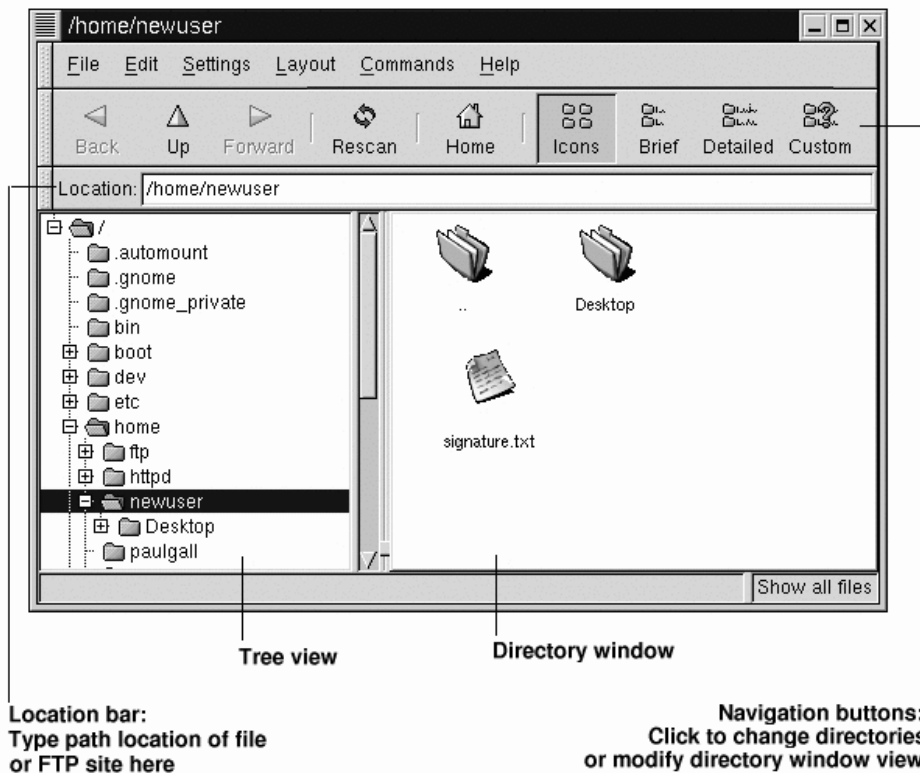 /home/newuser
File Edit Settings Layout Commands Help
Back Up Forward Rescan Home Icons Brief Detailed Custom
Location: /home/newuser
/
.automount
.gnome
.gnome_private
bin
boot
dev
etc
home
ftp
httpd
newuser
Desktop
paulgall
..
Desktop
signature.txt
Show all files
Tree view
Directory window
Location bar:
Type path location of file
or FTP site here
Navigation buttons:
Click to change directories
or modify directory window view